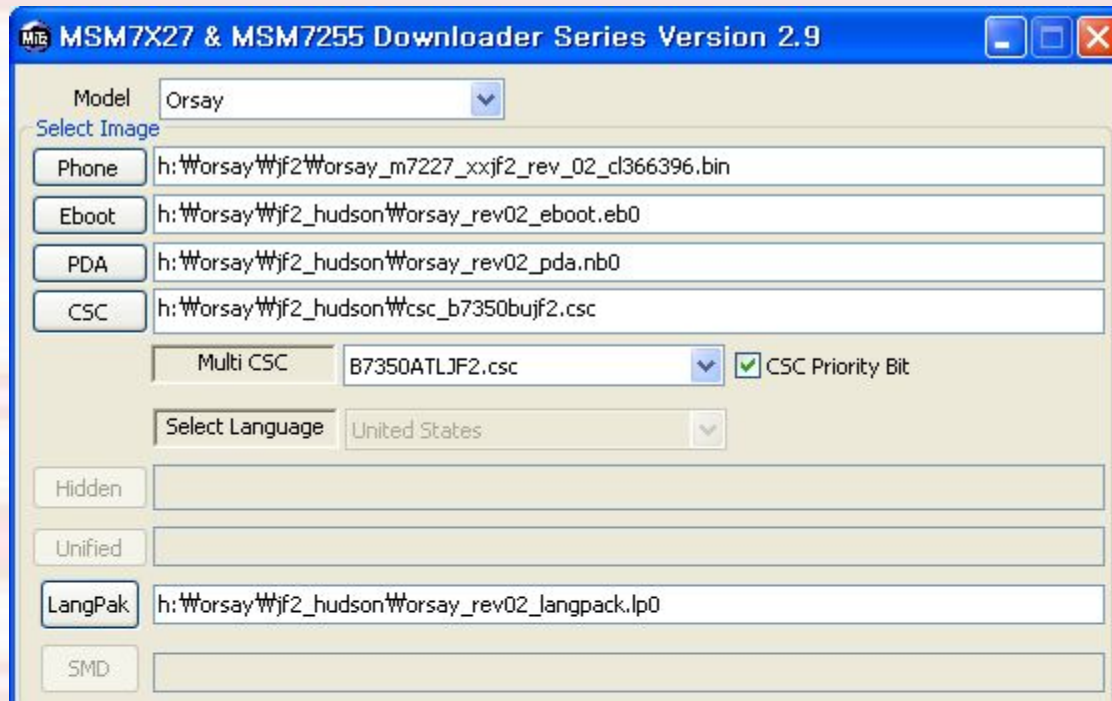 MSM7X27 & MSM7255 Downloader Series Version 2.9
Model Orsay
Select Image
Phone h:₩orsay₩jf2₩orsay_m7227_xxjf2_rev_02_cl366396.bin
Eboot h:₩orsay₩jf2_hudson₩orsay_rev02_eboot.eb0
PDA h:₩orsay₩jf2_hudson₩orsay_rev02_pda.nb0
CSC h:₩orsay₩jf2_hudson₩csc_b7350bujf2.csc
Multi CSC B7350ATLJF2.csc CSC Priority Bit
Select Language United States
Hidden
Unified
LangPak h:₩orsay₩jf2_hudson₩orsay_rev02_langpack.lp0
SMD